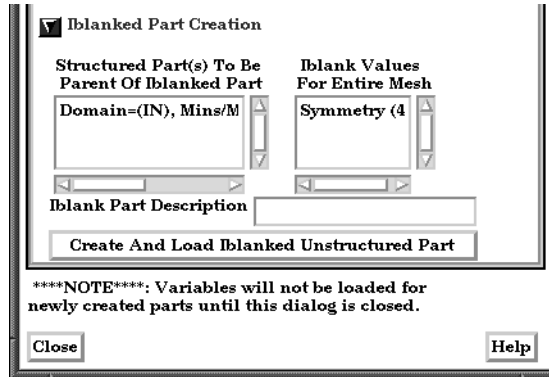 Iblanked Part Creation
Structured Part(s) To Be
Parent Of Iblanked Part
Iblank Values
For Entire Mesh
Domain=(IN), Mins/M
Symmetry (4
Iblank Part Description
Create And Load Iblanked Unstructured Part
****NOTE****: Variables will not be loaded for
newly created parts until this dialog is closed.
Close
Help